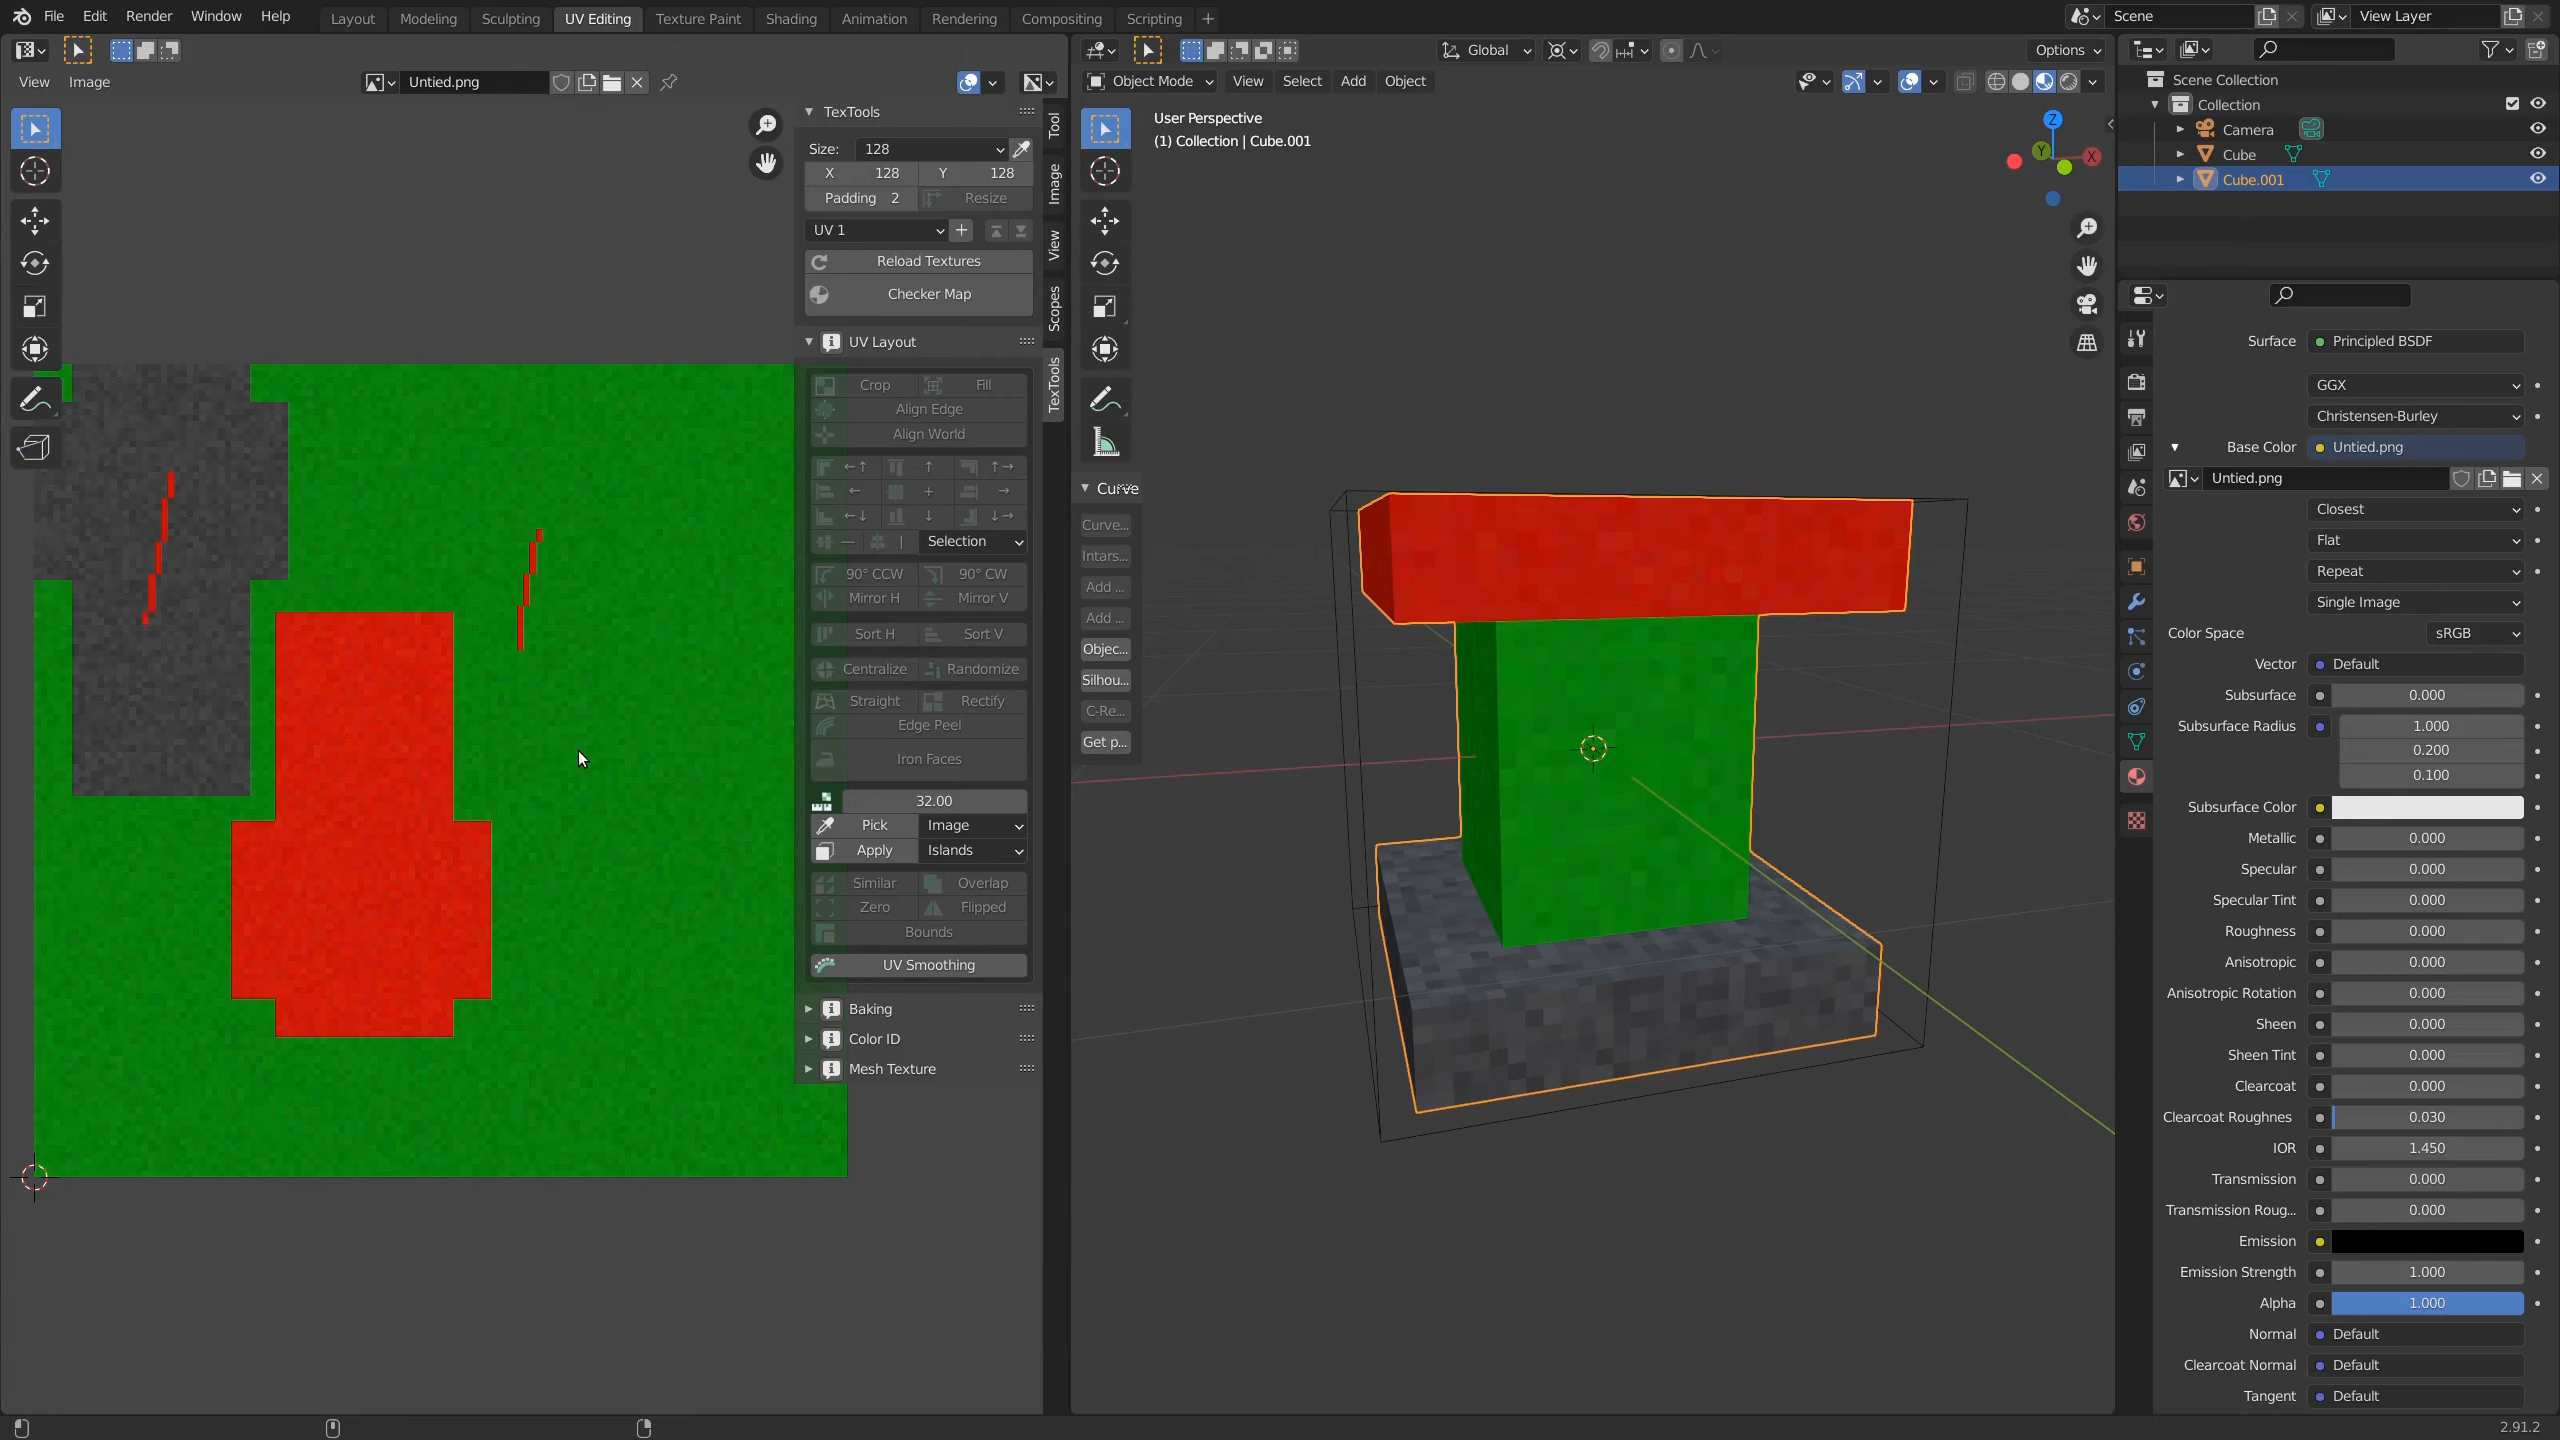 File Edit Render Window Help Layout Modeling Sculpting UV Editing Texture Paint Shading Animation Rendering Compositing Scripting + Scene View Layer
Global Options
View Image Untied.png Object Mode View Select Add Object
Scene Collection
Collection
Camera
Cube
Cube.001
TexTools
Size: 128
X 128 Y 128
Padding 2 Resize
UV 1
Reload Textures
Checker Map
UV Layout
Crop Fill
Align Edge
Align World
Selection
90° CCW 90° CW
Mirror H Mirror V
Sort H Sort V
Centralize Randomize
Straight Rectify
Edge Peel
Iron Faces
32.00
Pick Image
Apply Islands
Similar Overlap
Zero Flipped
Bounds
UV Smoothing
Baking
Color ID
Mesh Texture
Tool
Image
View
Scopes
TexTools
User Perspective
(1) Collection | Cube.001
Z
Y
X
Curve
Curve...
Intars...
Add ...
Add ...
Objec...
Silhou...
C-Re...
Get p...
Surface Principled BSDF
GGX
Christensen-Burley
Base Color Untied.png
Untied.png
Closest
Flat
Repeat
Single Image
Color Space sRGB
Vector Default
Subsurface 0.000
Subsurface Radius 1.000
0.200
0.100
Subsurface Color
Metallic 0.000
Specular 0.000
Specular Tint 0.000
Roughness 0.000
Anisotropic 0.000
Anisotropic Rotation 0.000
Sheen 0.000
Sheen Tint 0.000
Clearcoat 0.000
Clearcoat Roughnes 0.030
IOR 1.450
Transmission 0.000
Transmission Roug... 0.000
Emission
Emission Strength 1.000
Alpha 1.000
Normal Default
Clearcoat Normal Default
Tangent Default
2.91.2